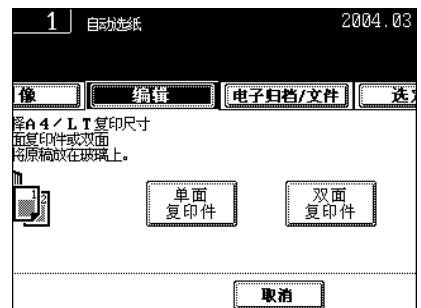 1 自动选纸 2004.03
像 编辑 电子归档/文件 选
择A4/LT复印尺寸
面复印件或双面
将原稿放在玻璃上。
1 2
单面 双面
复印件 复印件
取消